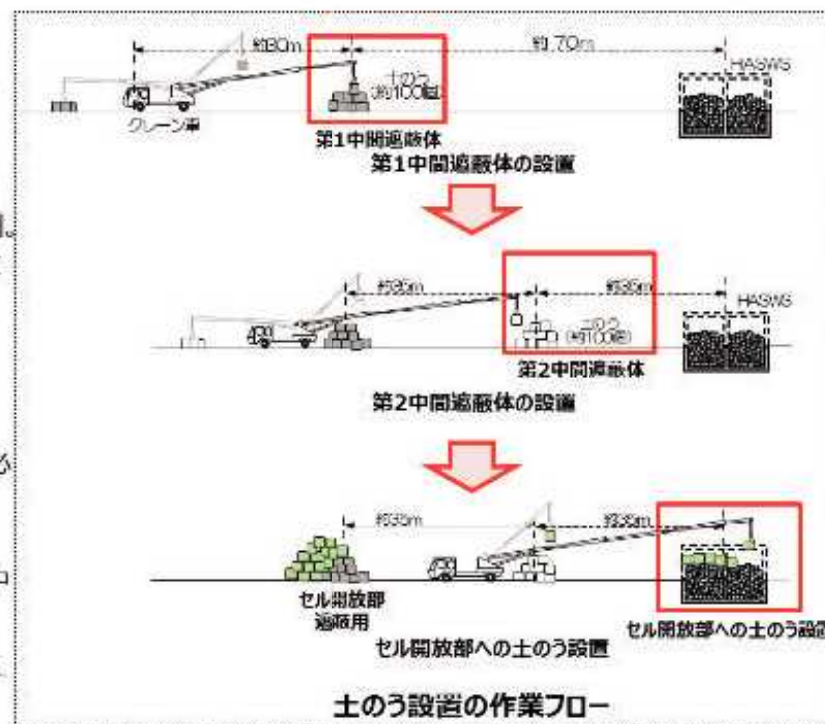 約30m
約 70m
HASWS
土のう
(約100個)
クレーン車
第1中間遮蔽体
第1中間遮蔽体の設置
約35m
約35m
HASWS
土のう
(約100個)
第2中間遮蔽体
第2中間遮蔽体の設置
約35m
約35m
セル開放部
遮蔽用
セル開放部への土のう設置
セル開放部への土のう設置
土のう設置の作業フロー